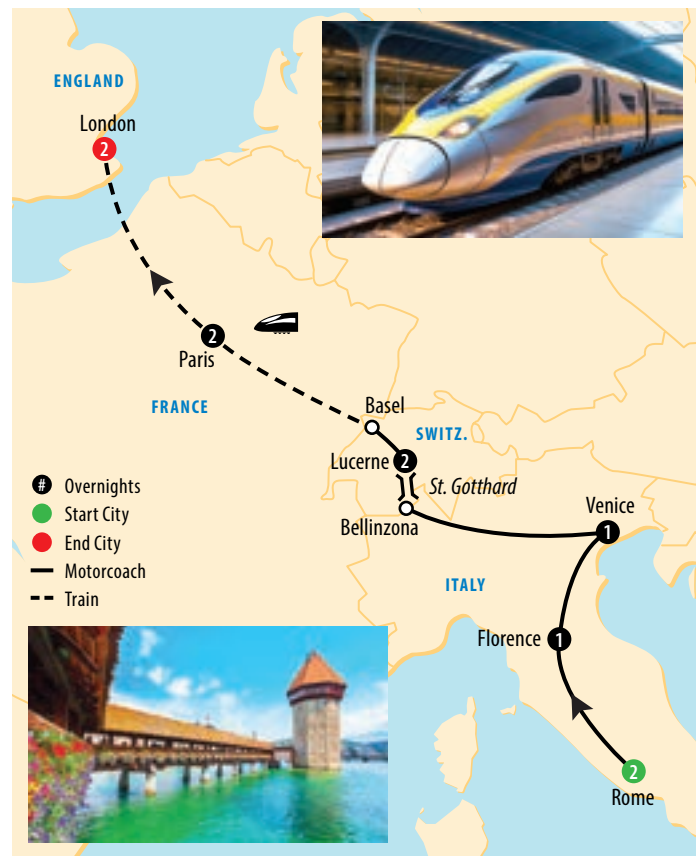 ENGLAND
London
2
2
Paris
FRANCE
Basel
SWITZ.
Lucerne 2
St. Gotthard
Bellinzona
Venice
1
ITALY
Florence 1
2
Rome
# Overnights
Start City
End City
Motorcoach
Train